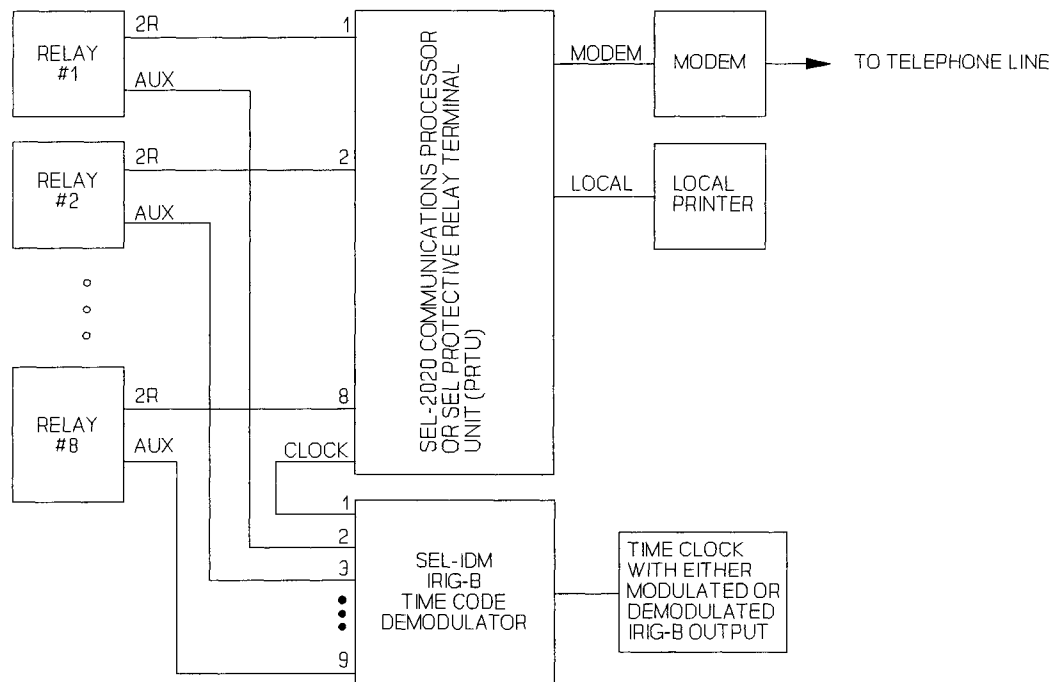 RELAY
#1
2R
1
AUX
RELAY
#2
2R
2
AUX
RELAY
#8
2R
8
AUX
CLOCK
SEL-2020 COMMUNICATIONS PROCESSOR
OR SEL PROTECTIVE RELAY TERMINAL
UNIT (PRTU)
MODEM
MODEM
TO TELEPHONE LINE
LOCAL
LOCAL
PRINTER
1
2
3
9
SEL-IDM
IRIG-B
TIME CODE
DEMODULATOR
TIME CLOCK
WITH EITHER
MODULATED OR
DEMODULATED
IRIG-B OUTPUT